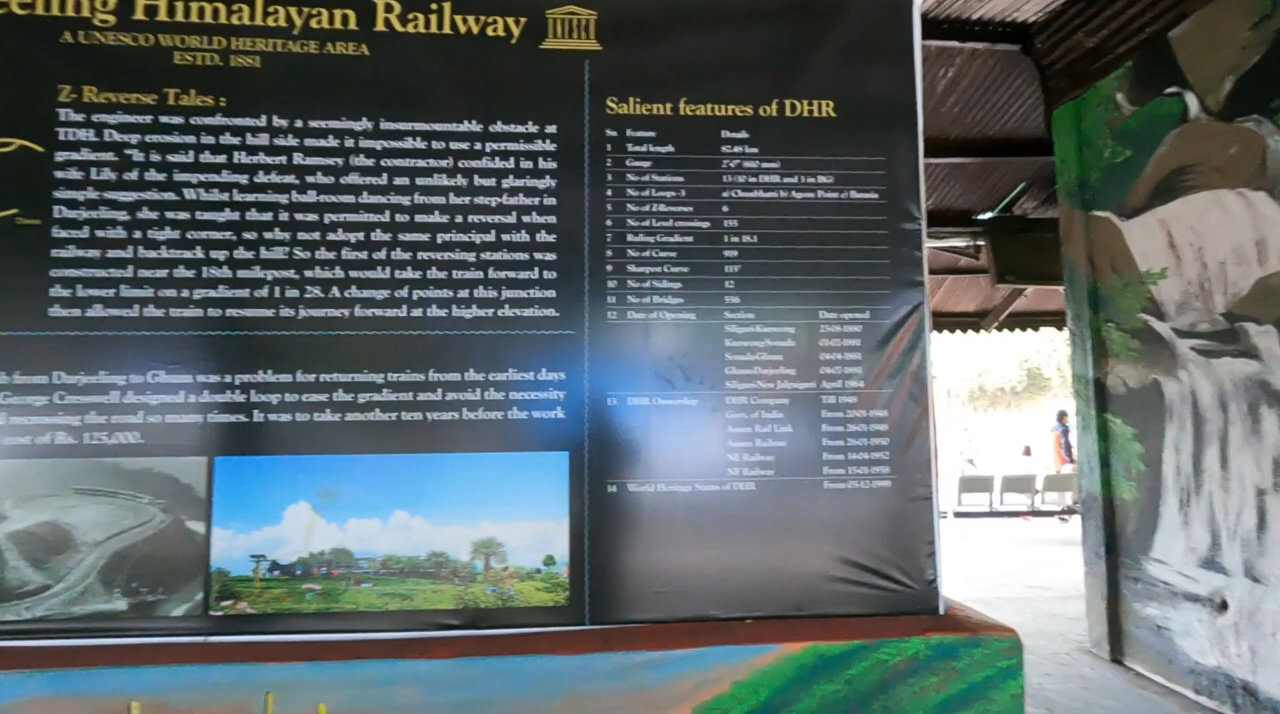 eeling Himalayan Railway
UNESCO
A UNESCO WORLD HERITAGE AREA
ESTD. 1881
Z- Reverse Tales :
The engineer was confronted by a seemingly insurmountable obstacle at
TDH. Deep erosion in the hill side made it impossible to use a permissible
gradient. "It is said that Herbert Ramsey (the contractor) confided in his
wife Lily of the impending defeat, who offered an unlikely but glaringly
simple suggestion. Whilst learning ball-room dancing from her step-father in
Darjeeling, she was taught that it was permitted to make a reversal when
faced with a tight corner, so why not adopt the same principal with the
railway and backtrack up the hill? So the first of the reversing stations was
constructed near the 18th milepost, which would take the train forward to
the lower limit on a gradient of 1 in 28. A change of points at this junction
then allowed the train to resume its journey forward at the higher elevation.
from Darjeeling to Ghum was a problem for returning trains from the earliest days
George Cresswell designed a double loop to ease the gradient and avoid the necessity
the road so many times. It was to take another ten years before the work
cost of Rs. 125,000.
Salient features of DHR
Sn Feature Details
1 Total length 87.48 km
2 Gauge 2'-0" (610 mm)
3 No of Stations 13 (10 in DHR and 3 in BG)
4 No of Loops -3 a) Chunbhatti b) Agony Point c) Batasia
5 No of Z-Reverses 6
6 No of Level crossings 155
7 Ruling Gradient 1 in 18.1
8 No of Curve 919
9 Sharpest Curve
10 No of Sidings 12
11 No of Bridges 556
12 Date of Opening Section Date opened
Siliguri-Kurseong 23-08-1880
Kurseong/Sonada 01-02-1881
Sonada-Ghum 04-04-1881
Ghum-Darjeeling 04-07-1881
Siliguri-New Jalpaiguri April 1964
13 DHR Ownership DHR Company Till 1948
Govt. of India From 20-01-1948
Assam Rail Link From 26-01-1948
Assam Railway From 26-01-1950
NE Railway From 14-04-1952
NF Railway From 15-01-1958
14 World Heritage Status of DHR From 05-12-1999